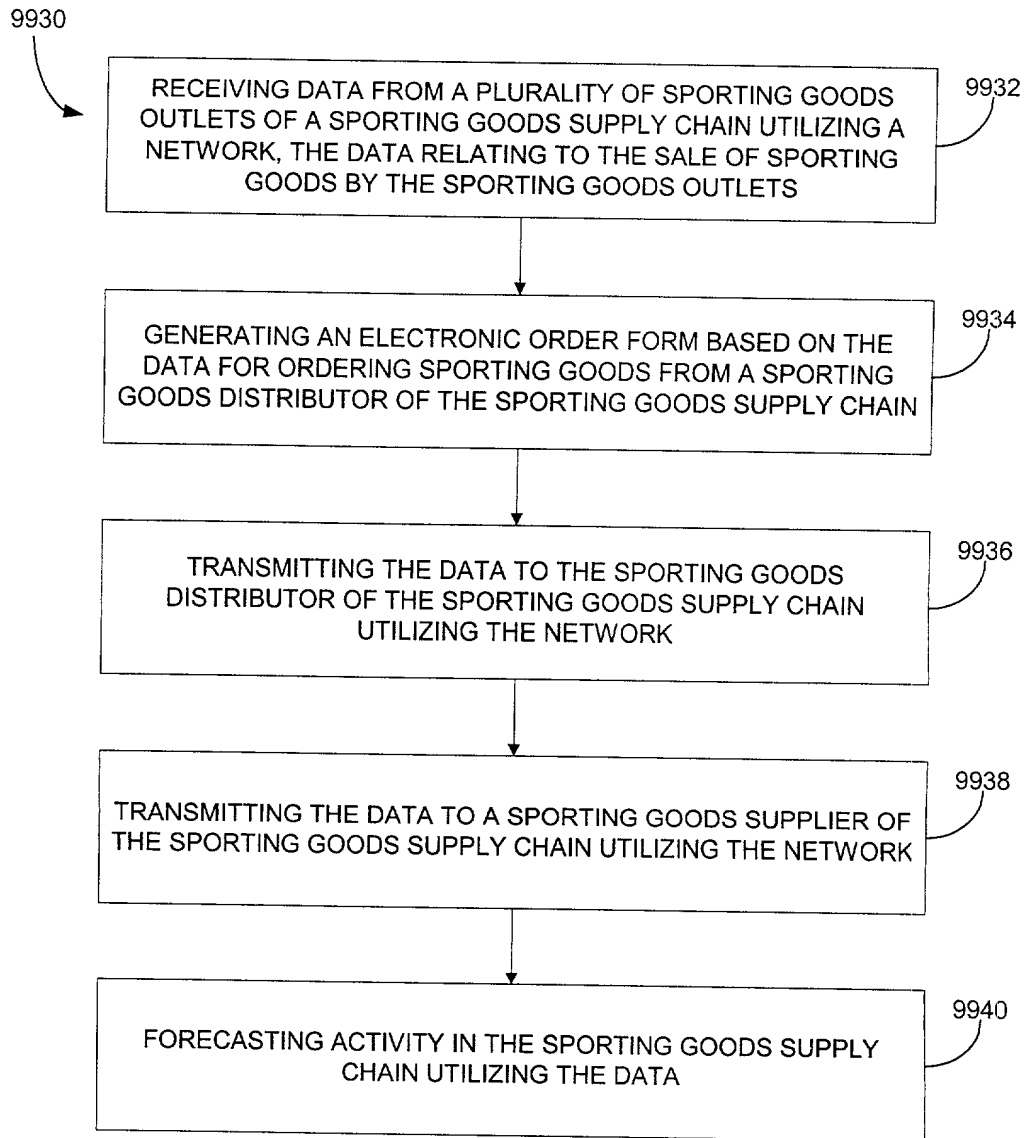 9930
RECEIVING DATA FROM A PLURALITY OF SPORTING GOODS
OUTLETS OF A SPORTING GOODS SUPPLY CHAIN UTILIZING A
NETWORK, THE DATA RELATING TO THE SALE OF SPORTING
GOODS BY THE SPORTING GOODS OUTLETS
9932
GENERATING AN ELECTRONIC ORDER FORM BASED ON THE
DATA FOR ORDERING SPORTING GOODS FROM A SPORTING
GOODS DISTRIBUTOR OF THE SPORTING GOODS SUPPLY CHAIN
9934
TRANSMITTING THE DATA TO THE SPORTING GOODS
DISTRIBUTOR OF THE SPORTING GOODS SUPPLY CHAIN
UTILIZING THE NETWORK
9936
TRANSMITTING THE DATA TO A SPORTING GOODS SUPPLIER OF
THE SPORTING GOODS SUPPLY CHAIN UTILIZING THE NETWORK
9938
FORECASTING ACTIVITY IN THE SPORTING GOODS SUPPLY
CHAIN UTILIZING THE DATA
9940